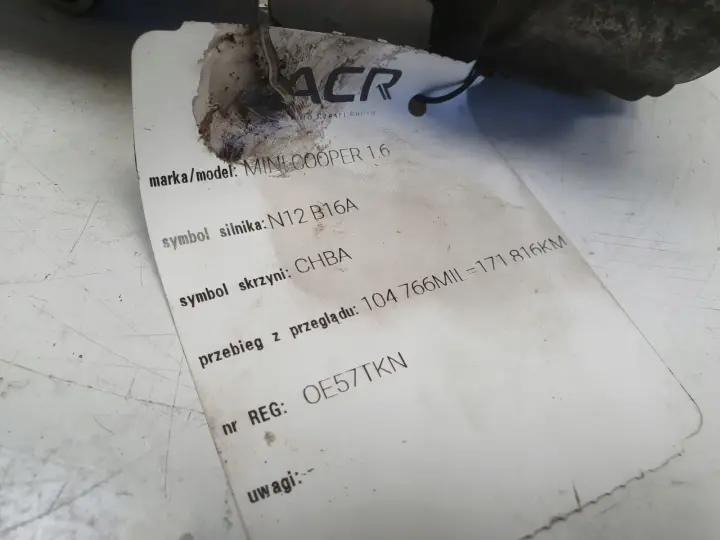 ACR
marka/model: MINI COOPER 1.6
symbol silnika: N12 B16A
symbol skrzyni: CHBA
przebieg z przeglądu: 104 766MIL=171 816KM
nr REG: OE57TKN
uwagi:--